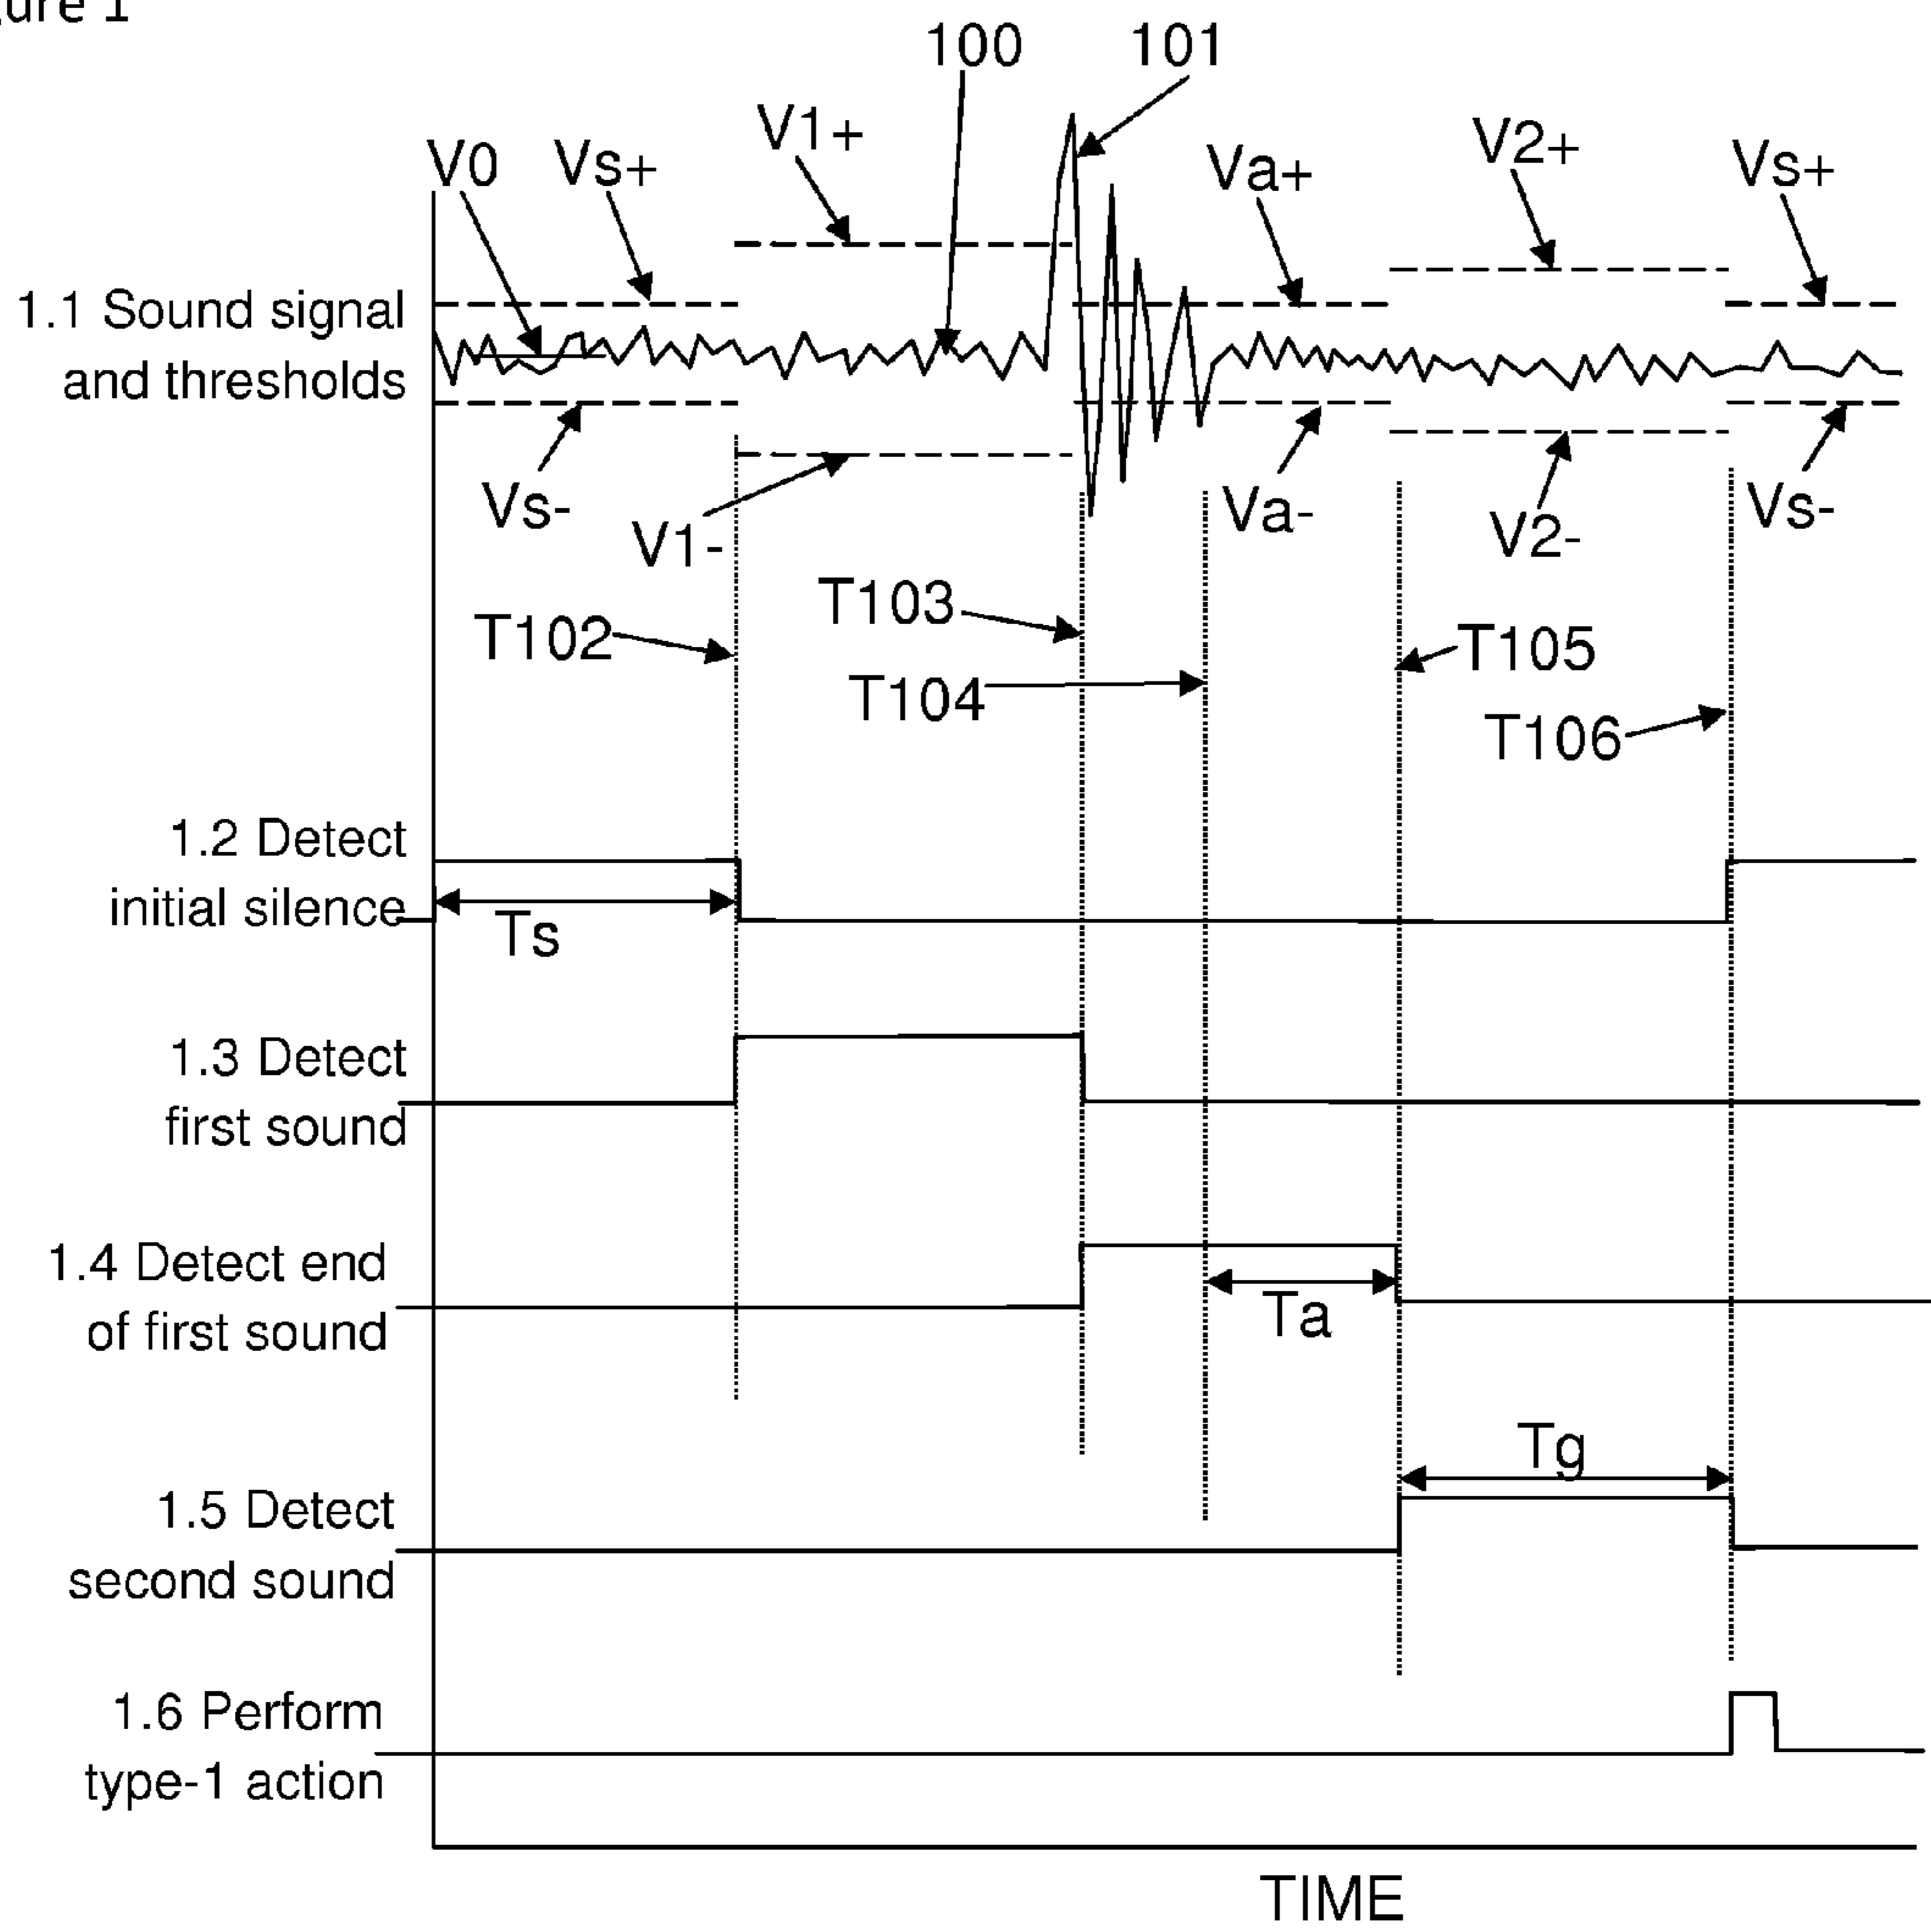 100 101
V1+
V0 Vs+ Va+ V2+ Vs+
1.1 Sound signal
and thresholds
Vs- V1- Va- V2- Vs-
T102 T103 T105
T104 T106
1.2 Detect
initial silence
Ts
1.3 Detect
first sound
1.4 Detect end
of first sound
Ta
Tg
1.5 Detect
second sound
1.6 Perform
type-1 action
TIME